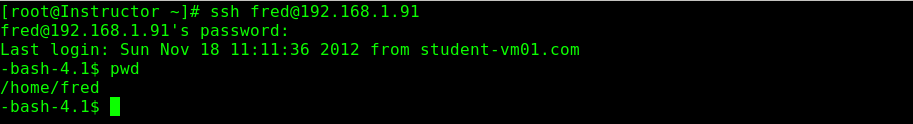 [root@Instructor ~]# ssh fred@192.168.1.91
fred@192.168.1.91's password:
Last login: Sun Nov 18 11:11:36 2012 from student-vm01.com
-bash-4.1$ pwd
/home/fred
-bash-4.1$